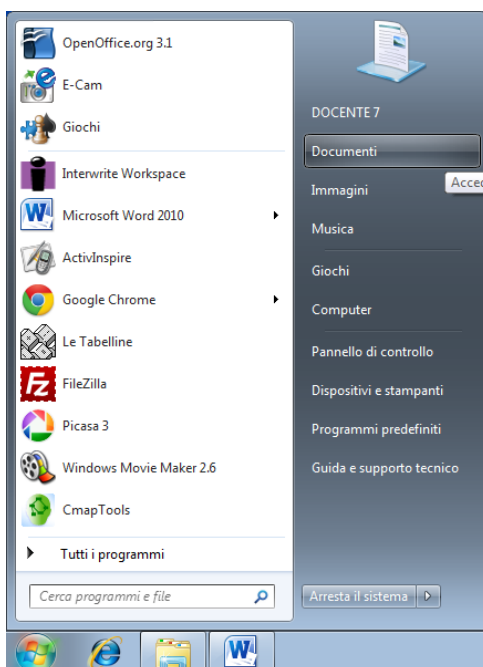 OpenOffice.org 3.1
E-Cam
Giochi
Interwrite Workspace
Microsoft Word 2010
ActivInspire
Google Chrome
Le Tabelline
FileZilla
Picasa 3
Windows Movie Maker 2.6
CmapTools
Tutti i programmi
Cerca programmi e file
DOCENTE 7
Documenti
Immagini
Musica
Giochi
Computer
Pannello di controllo
Dispositivi e stampanti
Programmi predefiniti
Guida e supporto tecnico
Arresta il sistema